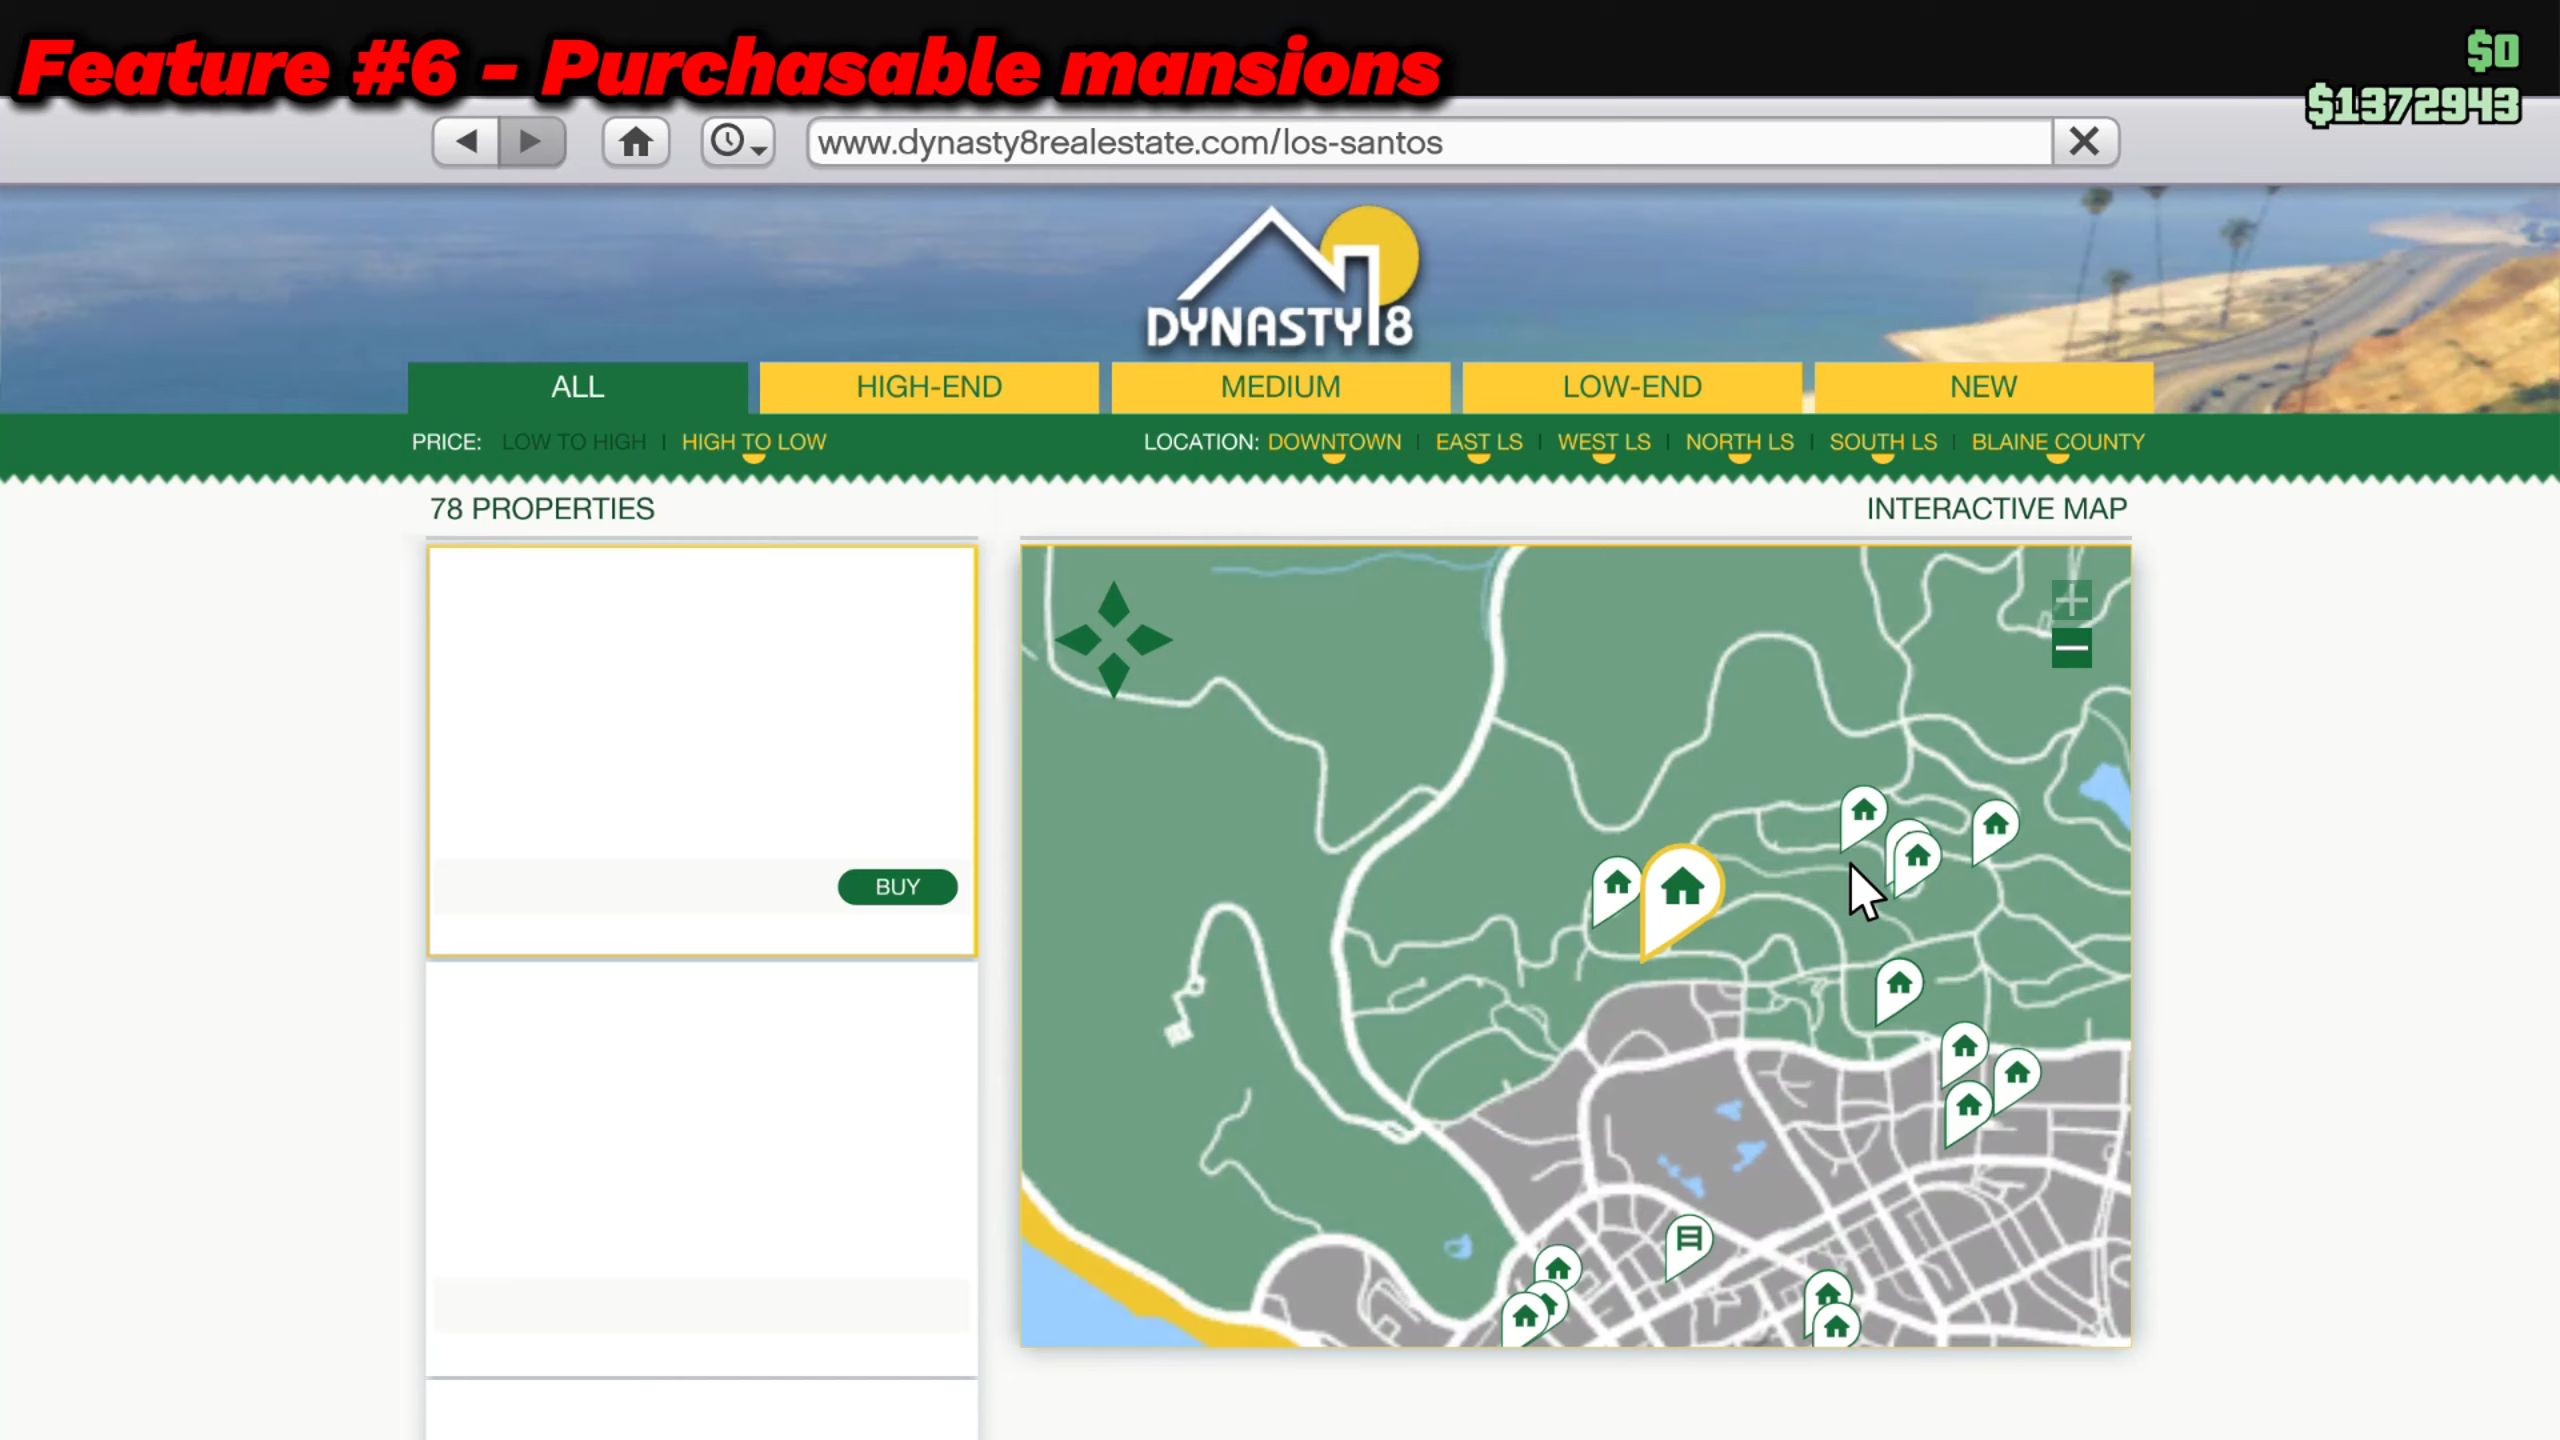 Feature #6 - Purchasable mansions
$0
$1372943
www.dynasty8realestate.com/los-santos
DYNASTY 8
ALL
HIGH-END
MEDIUM
LOW-END
NEW
PRICE: LOW TO HIGH | HIGH TO LOW
LOCATION: DOWNTOWN | EAST LS | WEST LS | NORTH LS | SOUTH LS | BLAINE COUNTY
78 PROPERTIES
INTERACTIVE MAP
BUY